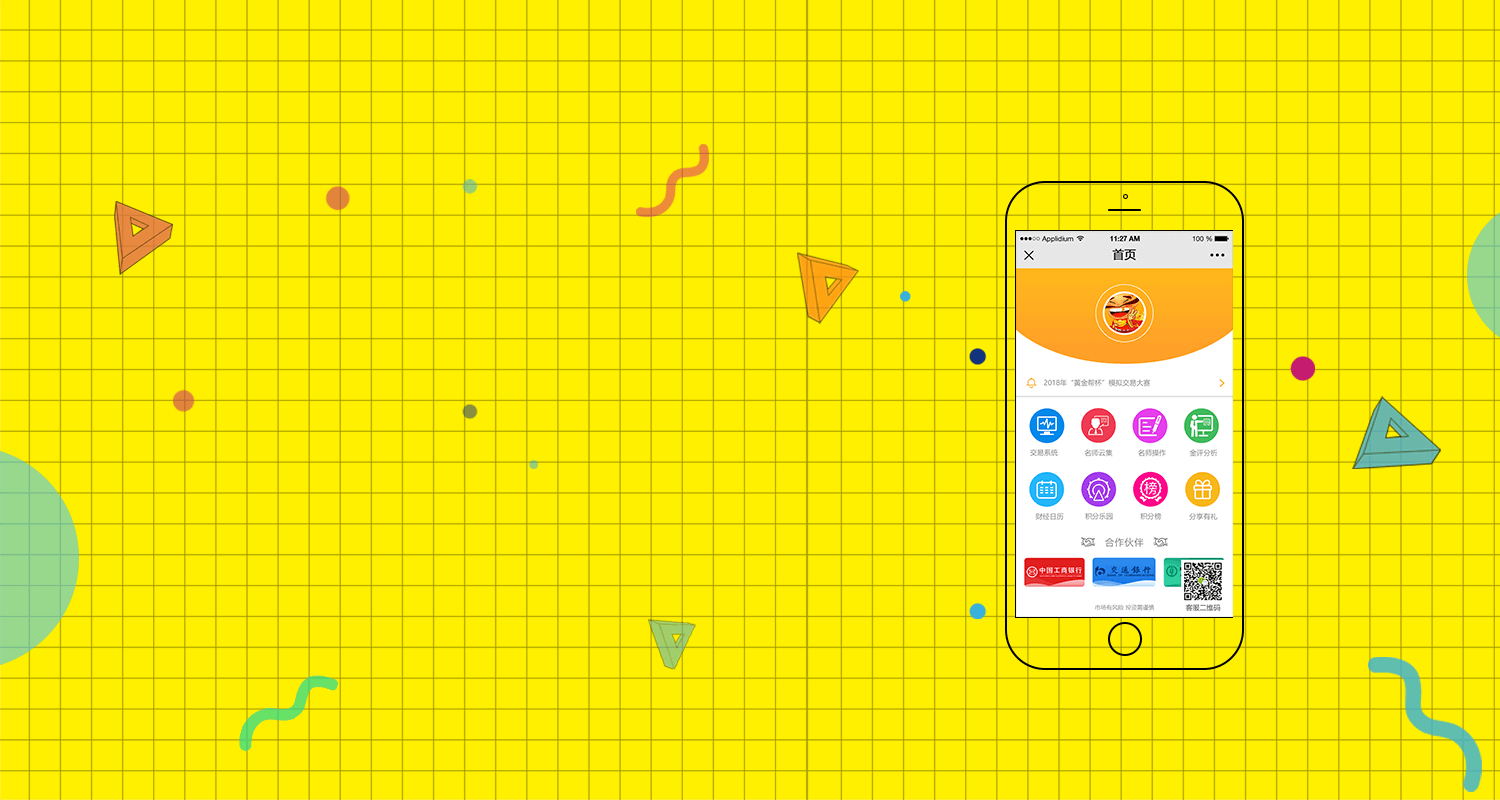 Applidium 11:27 AM 100 %
首页
2018年“黄金帮杯”模拟交易大赛
交易系统 名师云集 名师操作 金评分析
榜
财经日历 积分乐园 积分榜 分享有礼
合作伙伴
中国工商银行 交通银行
市场有风险 投资需谨慎
客服二维码